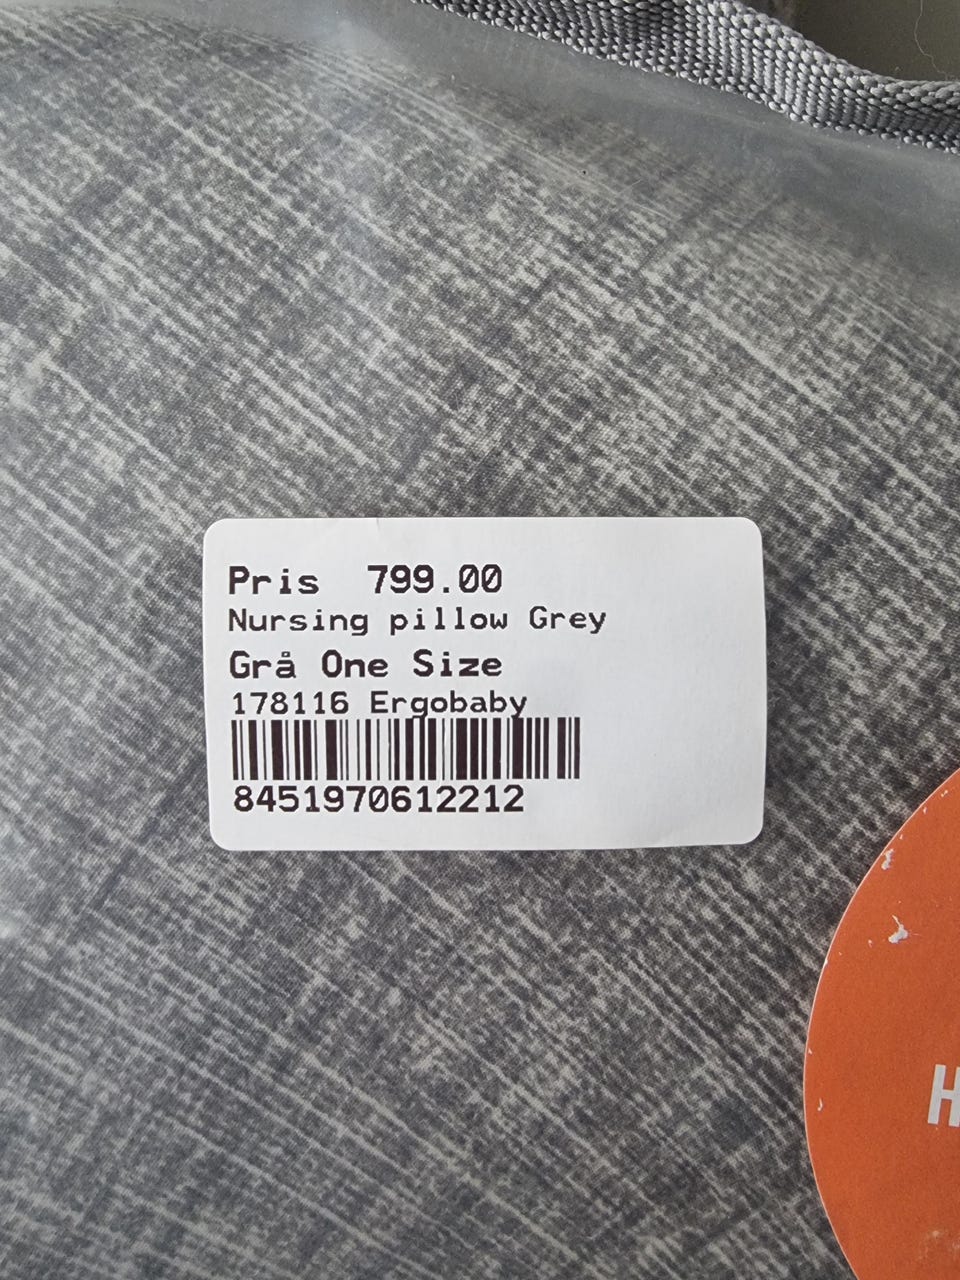 Pris 799.00
Nursing pillow Grey
Grå One Size
178116 Ergobaby
8451970612212
H